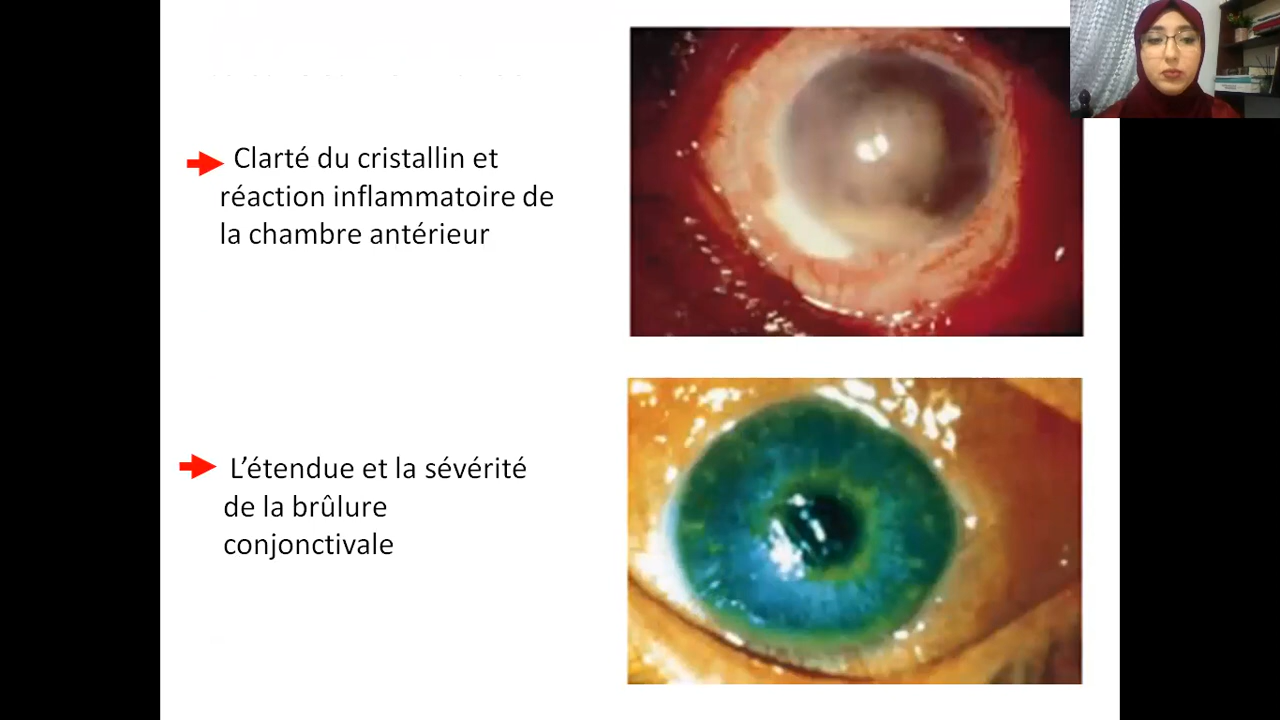 Clarté du cristallin et
réaction inflammatoire de
la chambre antérieur
L’étendue et la sévérité
de la brûlure
conjonctivale